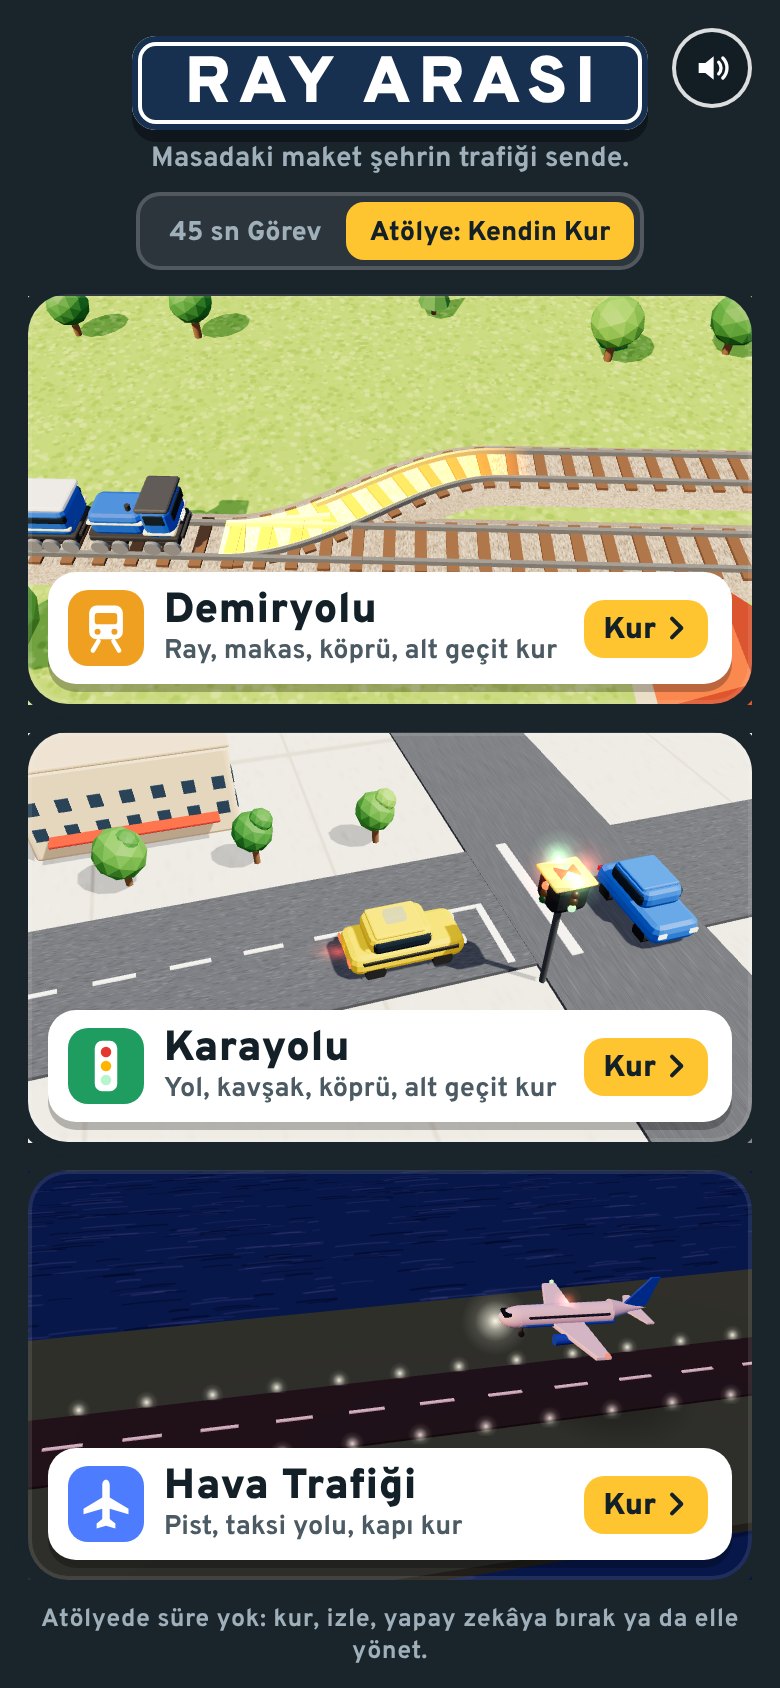 RAY ARASI
Masadaki maket şehrin trafiği sende.
45 sn Görev
Atölye: Kendin Kur
Demiryolu
Ray, makas, köprü, alt geçit kur
Kur
Karayolu
Yol, kavşak, köprü, alt geçit kur
Kur
Hava Trafiği
Pist, taksi yolu, kapı kur
Kur
Atölyede süre yok: kur, izle, yapay zekâya bırak ya da elle
yönet.